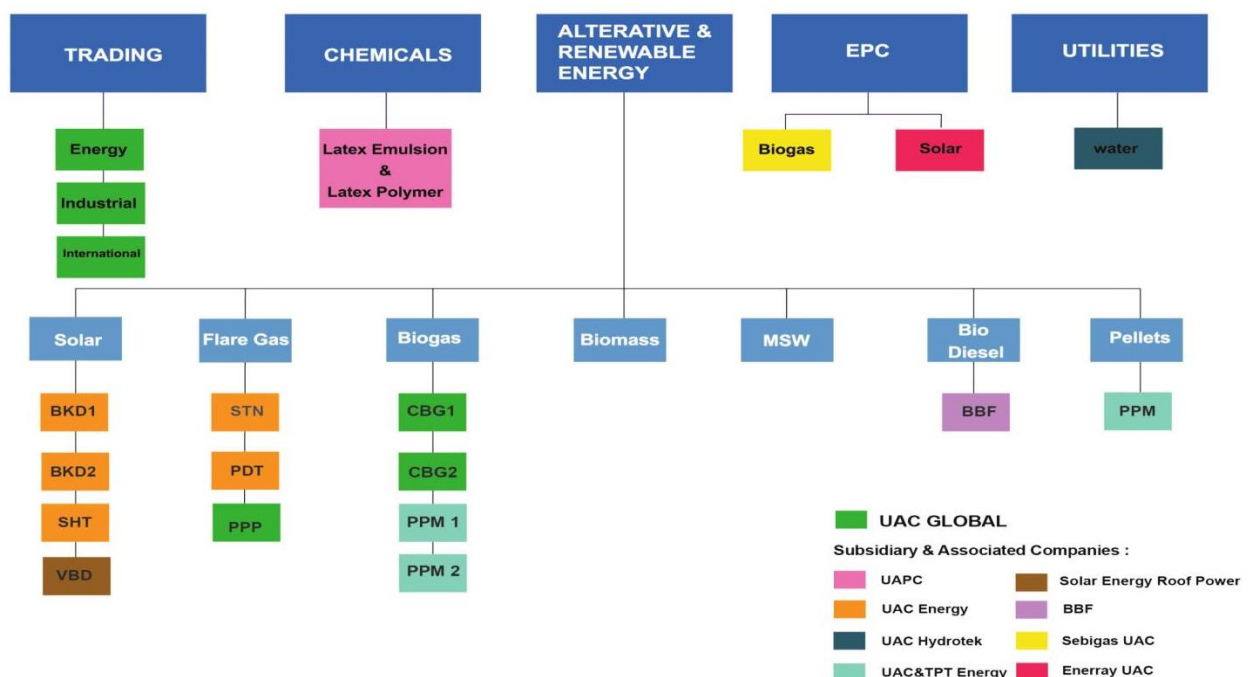 TRADING
CHEMICALS
ALTERATIVE &
RENEWABLE
ENERGY
EPC
UTILITIES
Energy
Industrial
International
Latex Emulsion
&
Latex Polymer
Biogas
Solar
water
Solar
Flare Gas
Biogas
Biomass
MSW
Bio
Diesel
Pellets
BKD1
STN
CBG1
BBF
PPM
BKD2
PDT
CBG2
SHT
PPP
PPM 1
VBD
PPM 2
UAC GLOBAL
Subsidiary & Associated Companies :
UAPC
Solar Energy Roof Power
UAC Energy
BBF
UAC Hydrotek
Sebigas UAC
UAC&TPT Energy
Enerray UAC